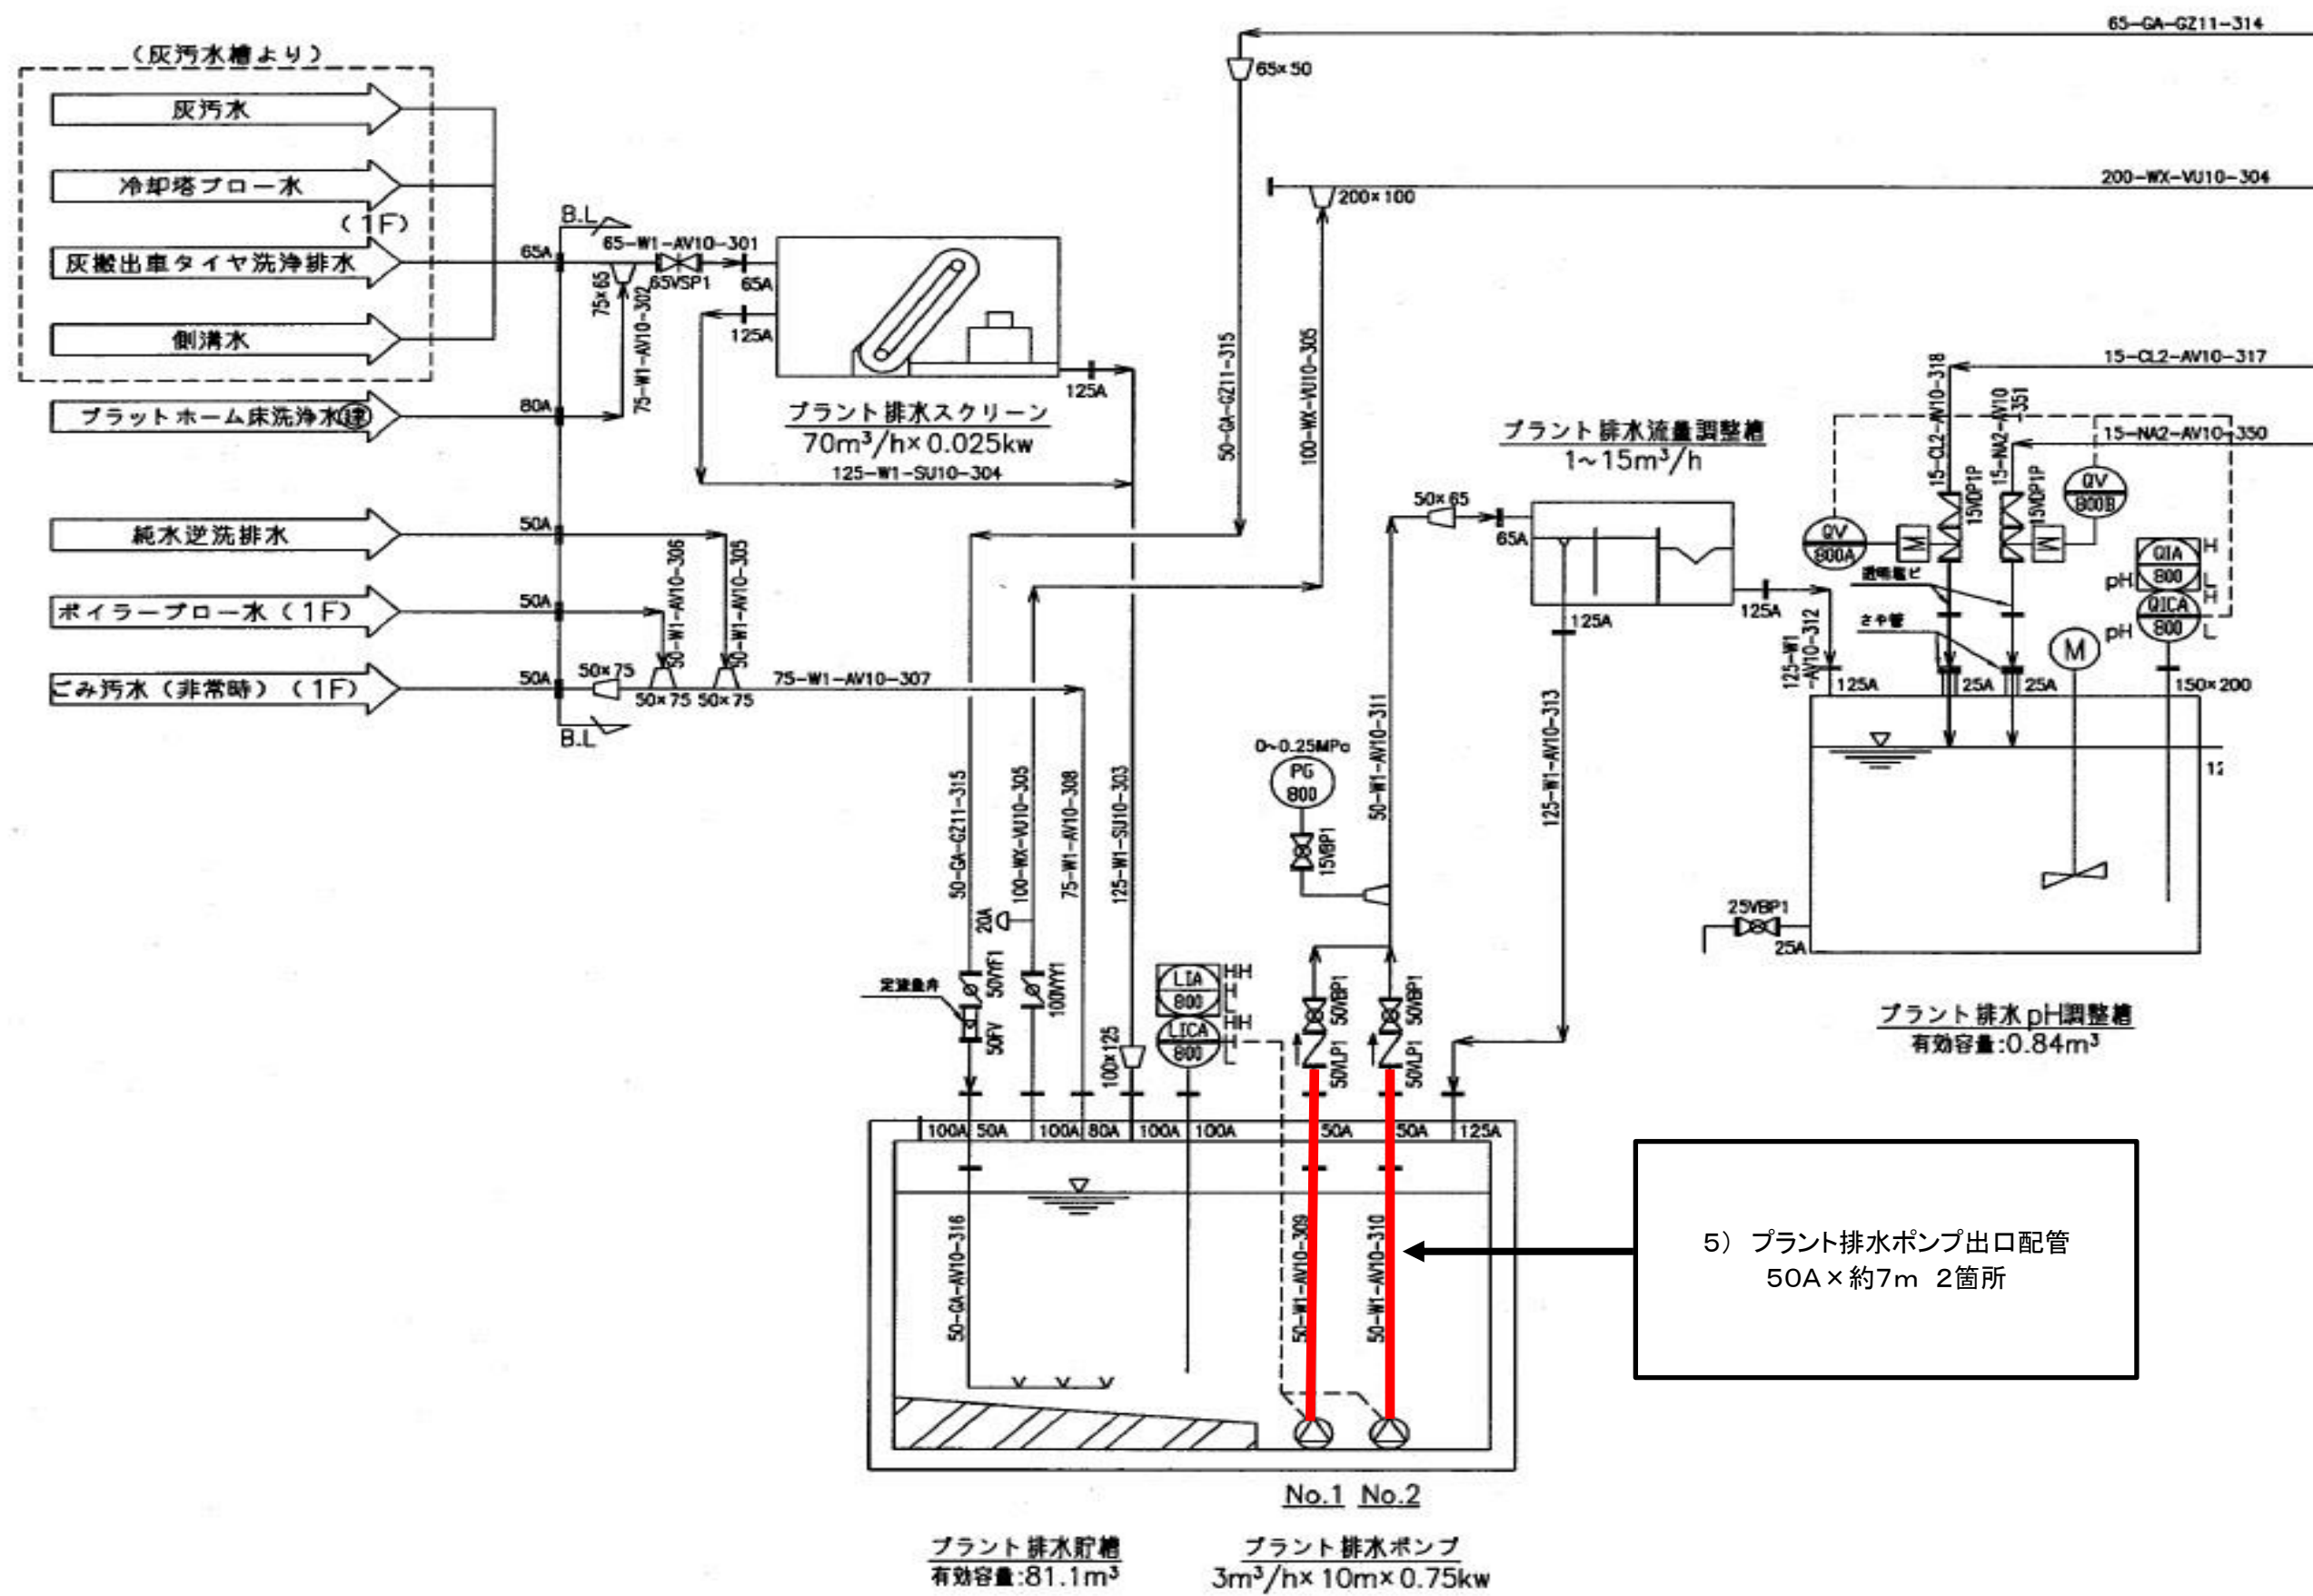 (灰汚水槽より)
灰汚水
冷却塔ブロー水
(1F)
灰搬出車タイヤ洗浄排水
側溝水
プラットホーム床洗浄水建
純水逆洗排水
ボイラーブロー水(1F)
ごみ汚水(非常時)(1F)
65A
80A
50A
50A
50A
B.L
B.L
65-W1-AV10-301
75×65
65VSP1
65A
75-W1-AV10-302
125A
125A
プラント排水スクリーン
70m³/h×0.025kw
125-W1-SU10-304
50-W1-AV10-306
50-W1-AV10-305
50×75
50×75
50×75
75-W1-AV10-307
65-GA-GZ11-314
65×50
200-WX-VU10-304
200×100
50-GA-GZ11-315
100-WX-VU10-305
15-CL2-AV10-317
15-CL2-AV10-318
15-NA2-AV10-350
15-NA2-AV10
-351
プラント排水流量調整槽
1~15m³/h
50×65
65A
125A
125A
125-W1
-AV10-312
QV
800A
QV
800B
M
M
15VDP1P
15VDP1P
透明塩ビ
さや管
QIA
800
H
L
pH
QICA
800
H
L
pH
M
125A
25A
25A
150×200
12
25VBP1
25A
プラント排水pH調整槽
有効容量:0.84m³
50-GA-GZ11-315
100-WX-VU10-305
75-W1-AV10-308
125-W1-SU10-303
20A
0~0.25MPa
PG
800
15VBP1
50-W1-AV10-311
125-W1-AV10-313
定流量弁
50VYF1
50FV
100VYY1
100×125
LIA
800
HH
H
L
LICA
800
HH
H
L
50VBP1
50VLP1
50VBP1
50VLP1
100A
50A
100A
80A
100A
100A
50A
50A
125A
50-GA-AV10-316
50-W1-AV10-309
50-W1-AV10-310
5) プラント排水ポンプ出口配管
50A×約7m 2箇所
No.1
No.2
プラント排水貯槽
有効容量:81.1m³
プラント排水ポンプ
3m³/h×10m×0.75kw